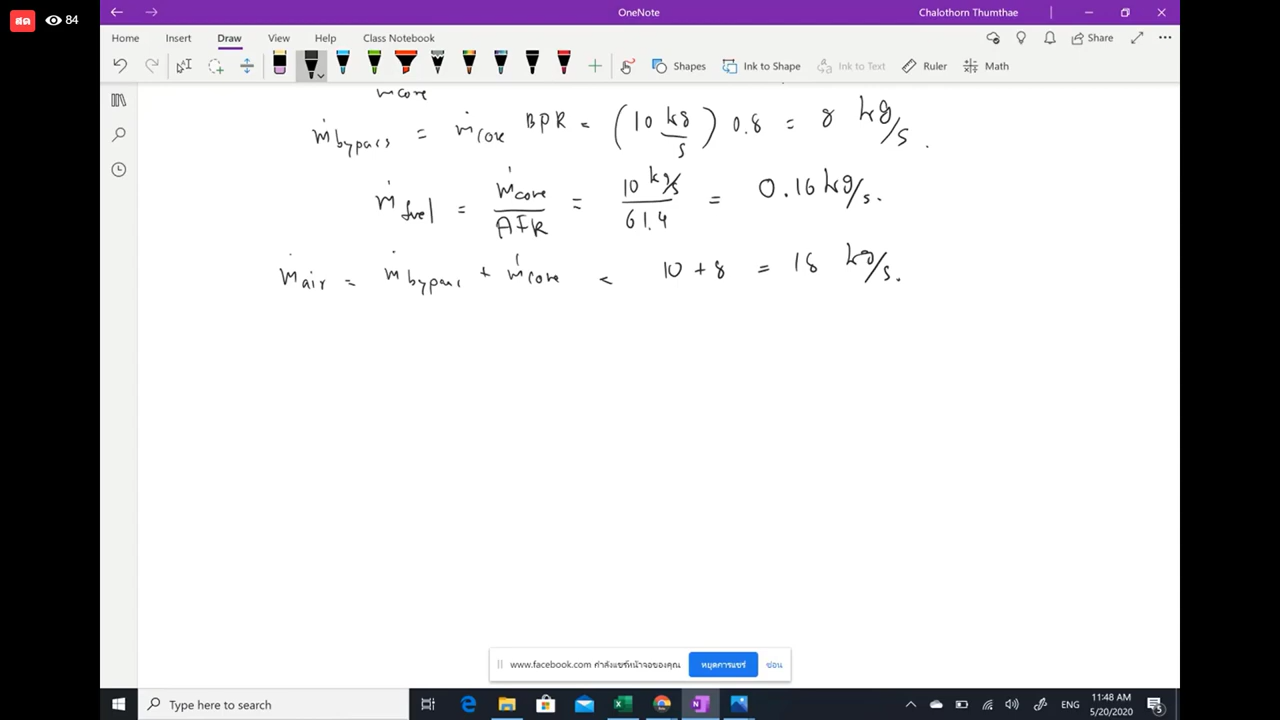 สด 84
OneNote
Chalothorn Thumthae
Home Insert Draw View Help Class Notebook
Share
Shapes Ink to Shape Ink to Text Ruler Math
ṁcore
ṁbypass = ṁcore BPR = (10 kg/s) 0.8 = 8 kg/s.
ṁfuel = ṁcore/AFR = 10 kg/s / 61.4 = 0.16 kg/s.
ṁair = ṁbypass + ṁcore = 10 + 8 = 18 kg/s.
www.facebook.com กำลังแชร์หน้าจอของคุณ หยุดการแชร์ ซ่อน
Type here to search
ENG
11:48 AM
5/20/2020
5